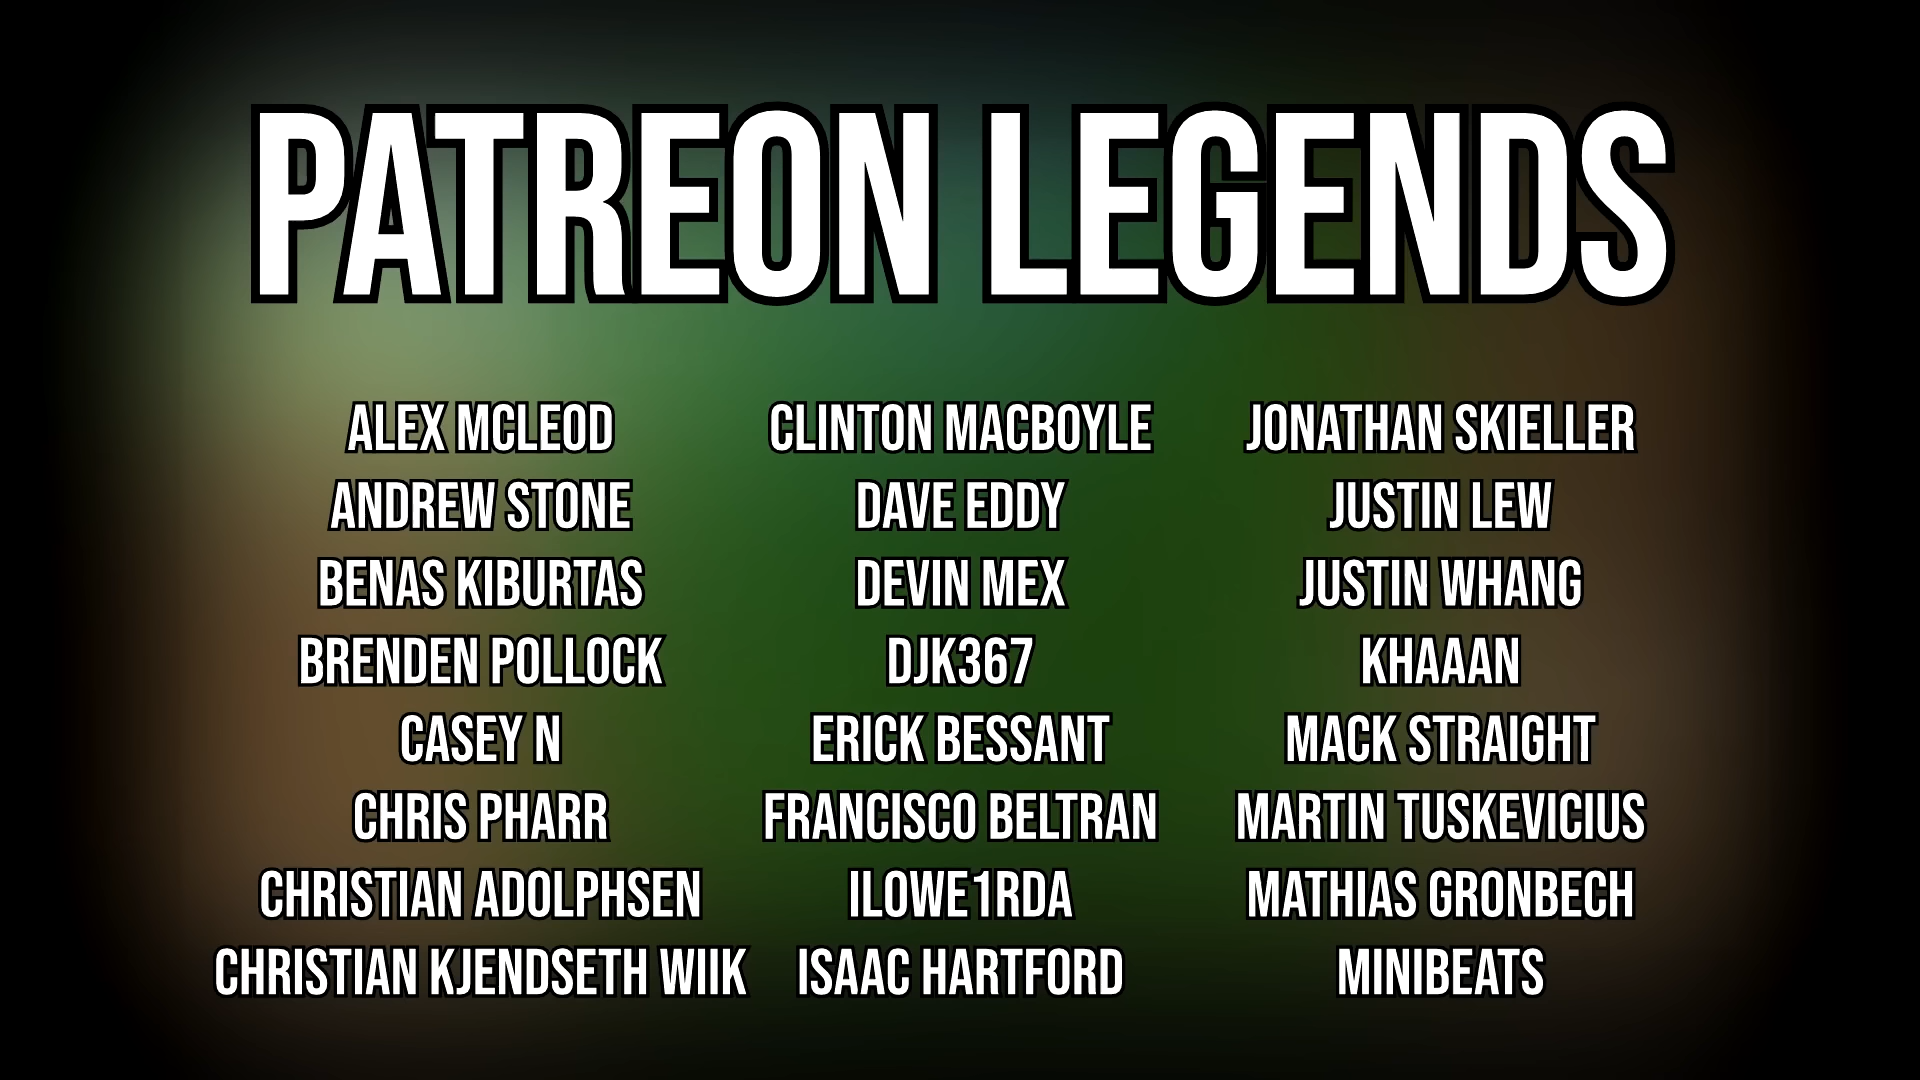 PATREON LEGENDS
ALEX MCLEOD
ANDREW STONE
BENAS KIBURTAS
BRENDEN POLLOCK
CASEY N
CHRIS PHARR
CHRISTIAN ADOLPHSEN
CHRISTIAN KJENDSETH WIIK
CLINTON MACBOYLE
DAVE EDDY
DEVIN MEX
DJK367
ERICK BESSANT
FRANCISCO BELTRAN
ILOWE1RDA
ISAAC HARTFORD
JONATHAN SKIELLER
JUSTIN LEW
JUSTIN WHANG
KHAAAN
MACK STRAIGHT
MARTIN TUSKEVICIUS
MATHIAS GRONBECH
MINIBEATS